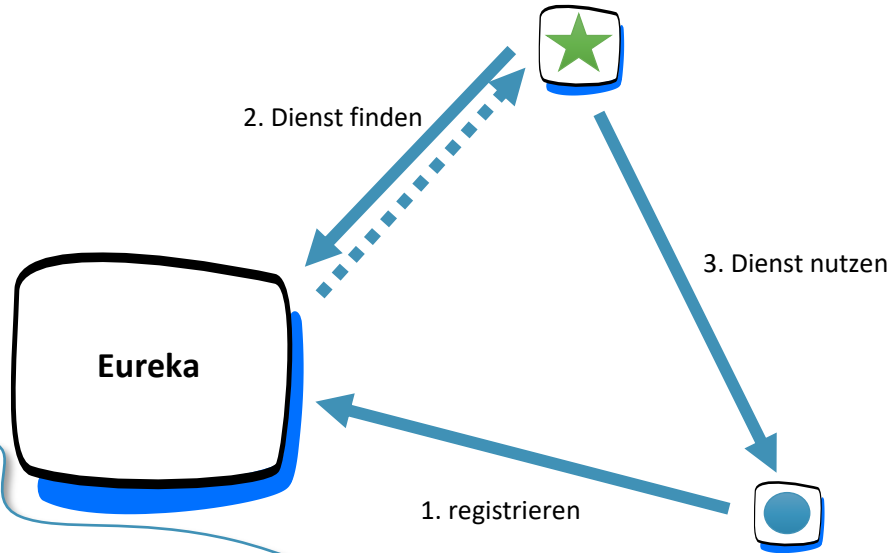 2. Dienst finden
3. Dienst nutzen
Eureka
1. registrieren